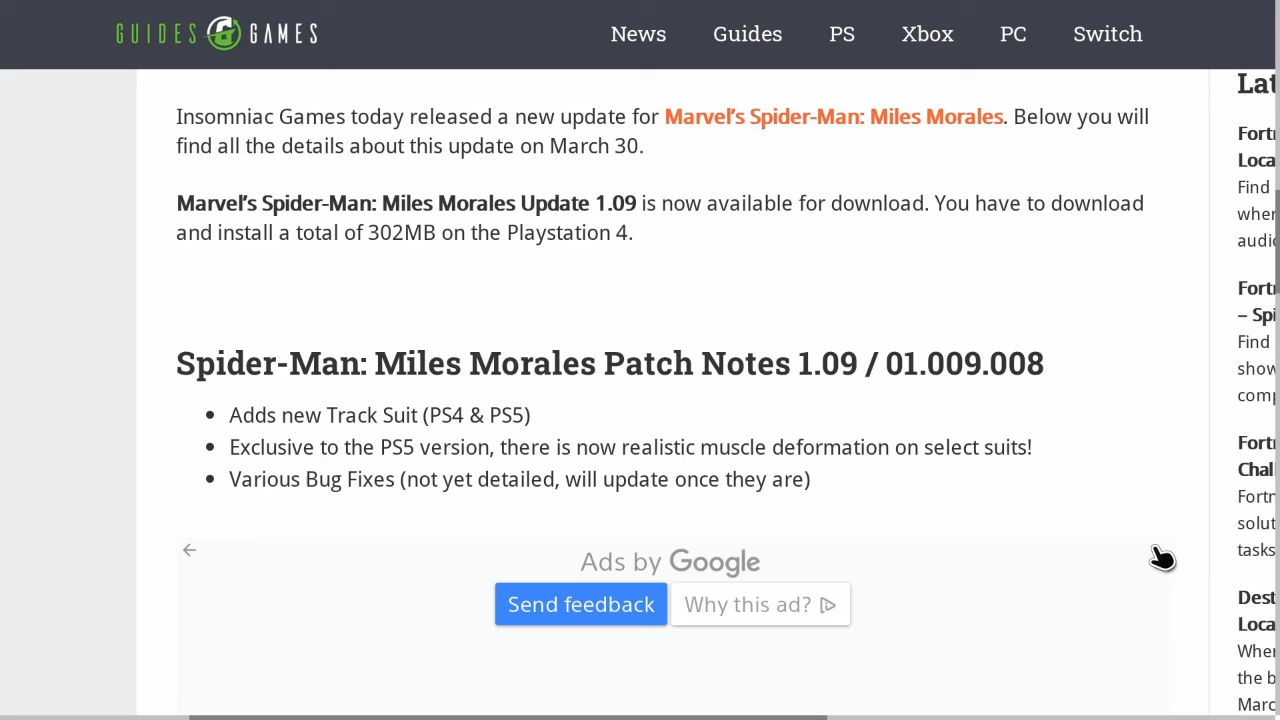 GUIDES GAMES
News Guides PS Xbox PC Switch
Insomniac Games today released a new update for Marvel’s Spider-Man: Miles Morales. Below you will
find all the details about this update on March 30.
Marvel’s Spider-Man: Miles Morales Update 1.09 is now available for download. You have to download
and install a total of 302MB on the Playstation 4.
Spider-Man: Miles Morales Patch Notes 1.09 / 01.009.008
Adds new Track Suit (PS4 & PS5)
Exclusive to the PS5 version, there is now realistic muscle deformation on select suits!
Various Bug Fixes (not yet detailed, will update once they are)
Ads by Google
Send feedback
Why this ad?
Find
– Spi
Find
the b